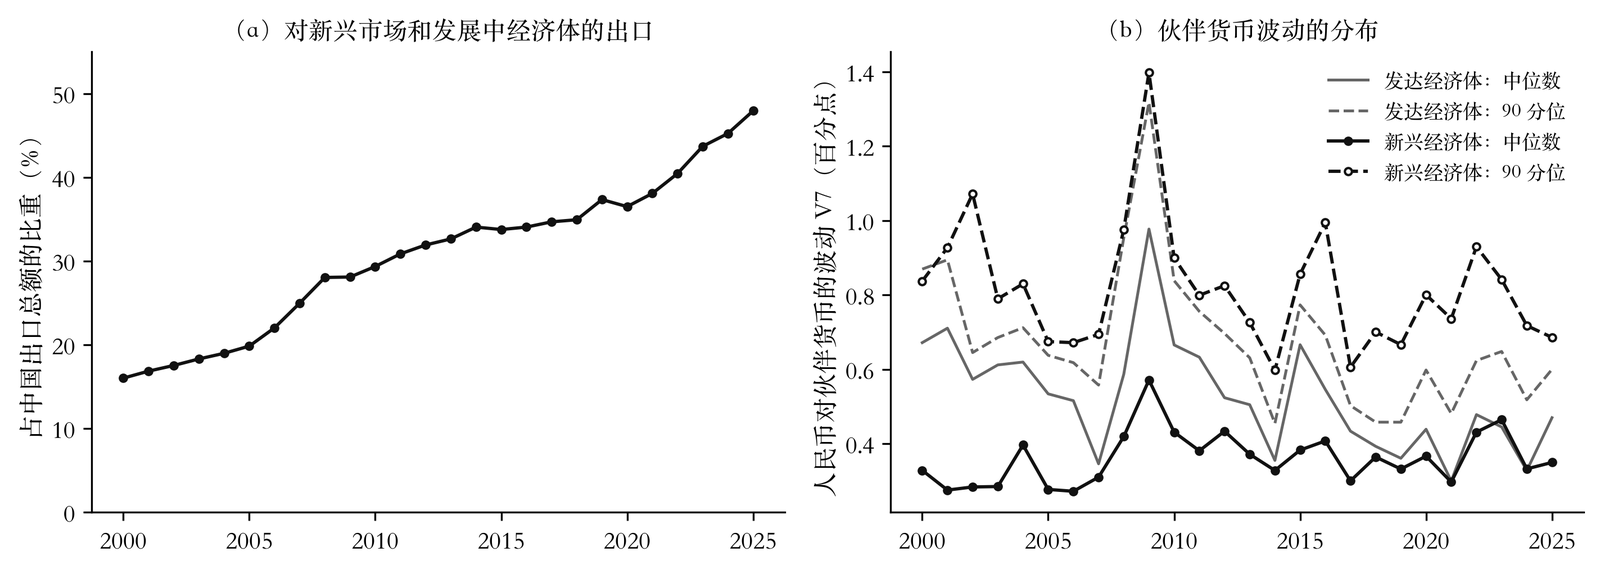 （a）对新兴市场和发展中经济体的出口
占中国出口总额的比重（%）
50
40
30
20
10
0
2000 2005 2010 2015 2020 2025
（b）伙伴货币波动的分布
人民币对伙伴货币的波动 V7（百分点）
1.4
1.2
1.0
0.8
0.6
0.4
发达经济体：中位数
发达经济体：90 分位
新兴经济体：中位数
新兴经济体：90 分位
2000 2005 2010 2015 2020 2025